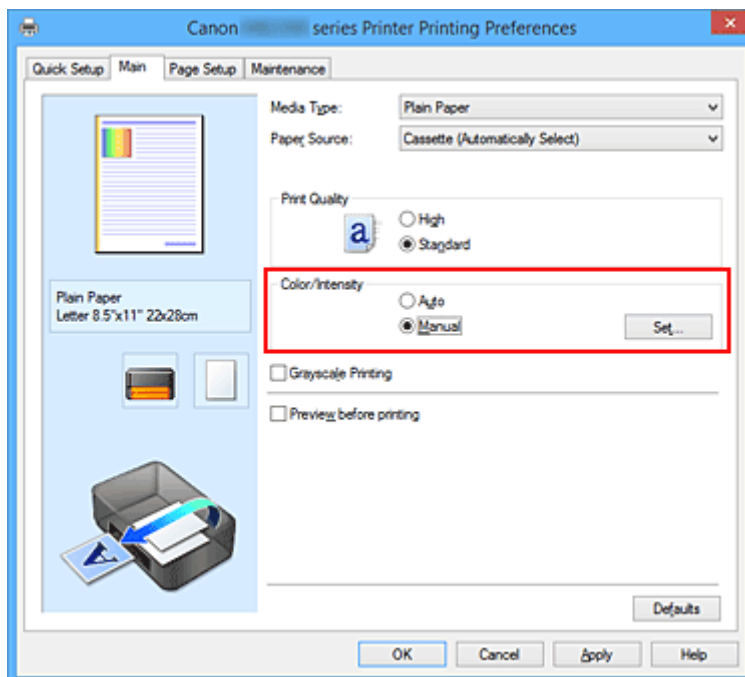 Canon series Printer Printing Preferences
Quick Setup Main Page Setup Maintenance
Media Type: Plain Paper
Paper Source: Cassette (Automatically Select)
Print Quality
a
High
Standard
Color/Intensity
Auto
Manual
Set...
Plain Paper
Letter 8.5"x11" 22x28cm
Grayscale Printing
Preview before printing
A
Defaults
OK Cancel Apply Help